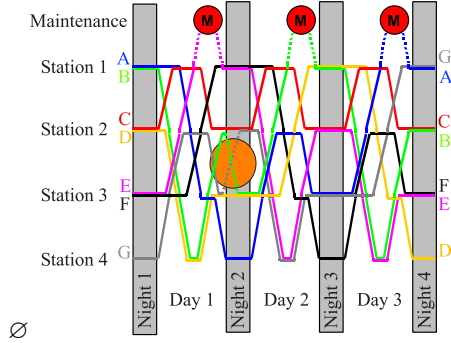 Maintenance
M M M
Station 1
A
B
G
A
Station 2
C
D
C
B
Station 3
E
F
F
E
Station 4
G
D
Night 1
Day 1
Night 2
Day 2
Night 3
Day 3
Night 4
∅